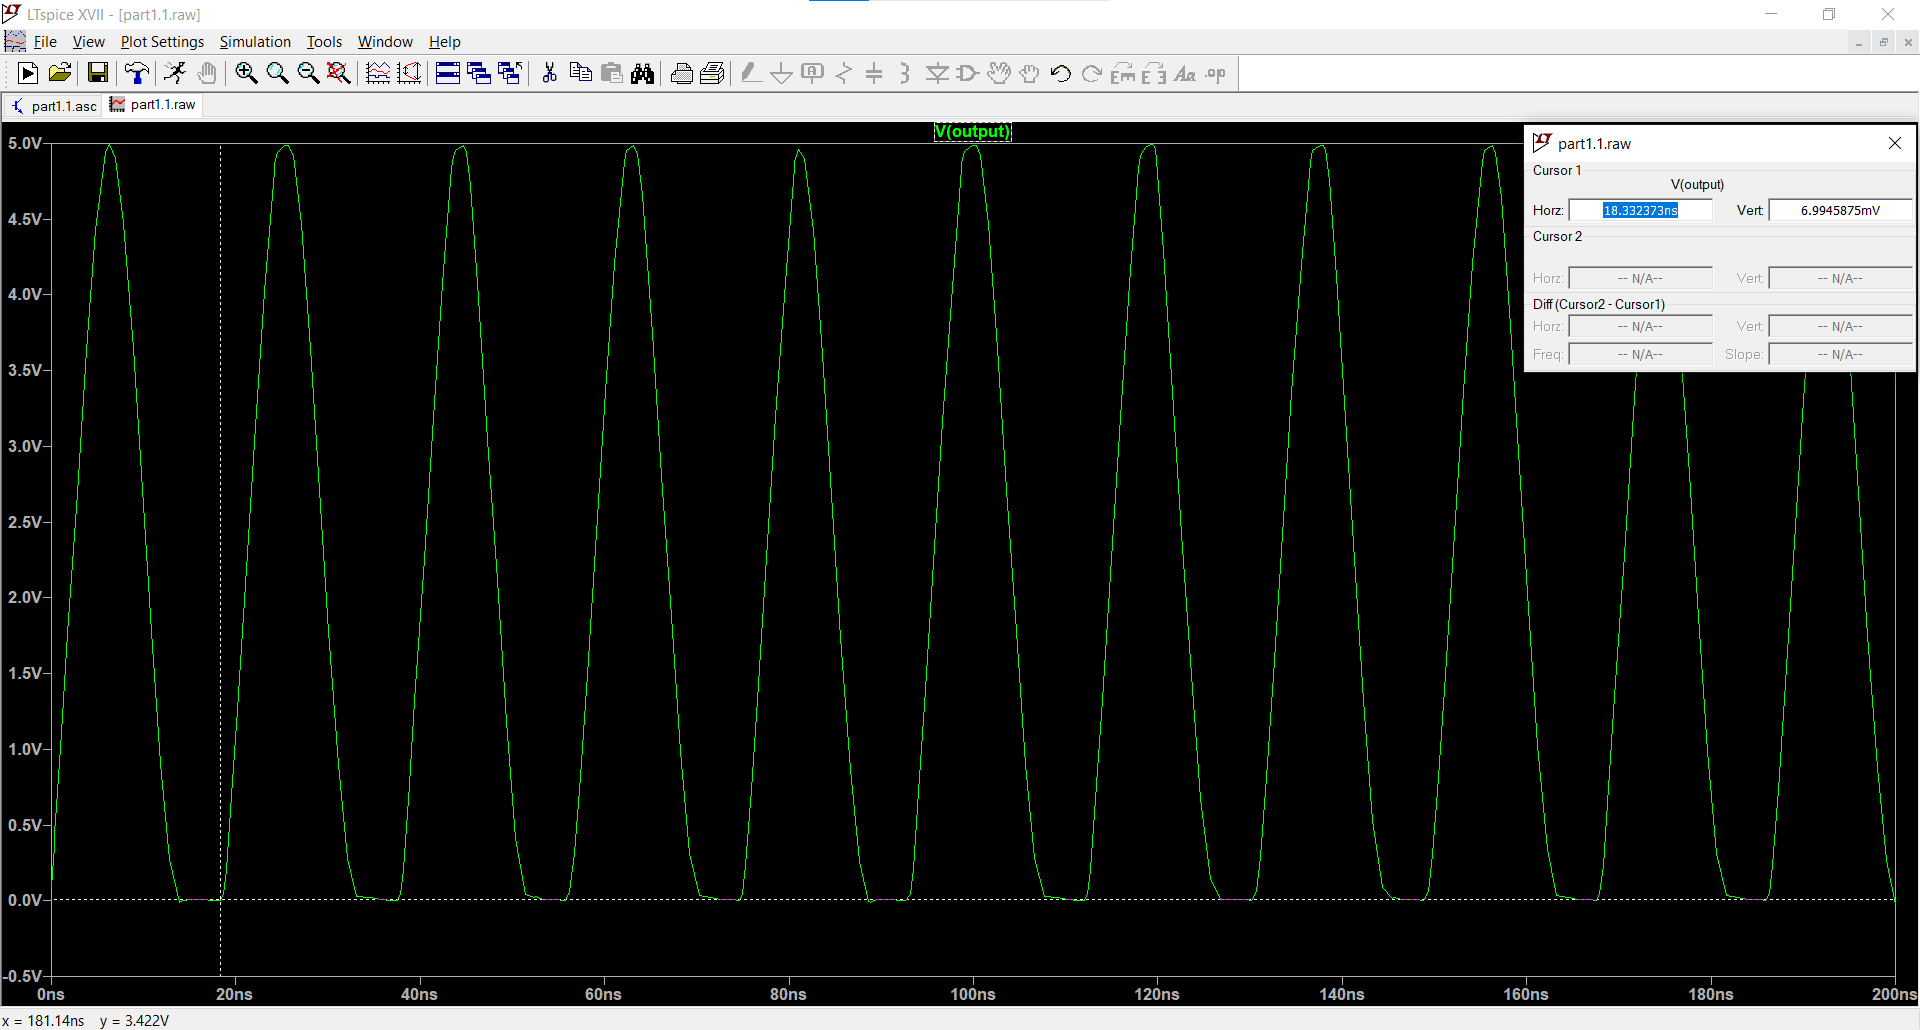 LTspice XVII - [part1.1.raw]
File View Plot Settings Simulation Tools Window Help
part1.1.asc part1.1.raw
V(output)
5.0V
4.5V
4.0V
3.5V
3.0V
2.5V
2.0V
1.5V
1.0V
0.5V
0.0V
-0.5V
0ns 20ns 40ns 60ns 80ns 100ns 120ns 140ns 160ns 180ns 200ns
part1.1.raw
Cursor 1
V(output)
Horz: 18.332373ns Vert: 6.9945875mV
Cursor 2
Horz: -- N/A-- Vert: -- N/A--
Diff (Cursor2 - Cursor1)
Horz: -- N/A-- Vert: -- N/A--
Freq: -- N/A-- Slope: -- N/A--
x = 181.14ns y = 3.422V